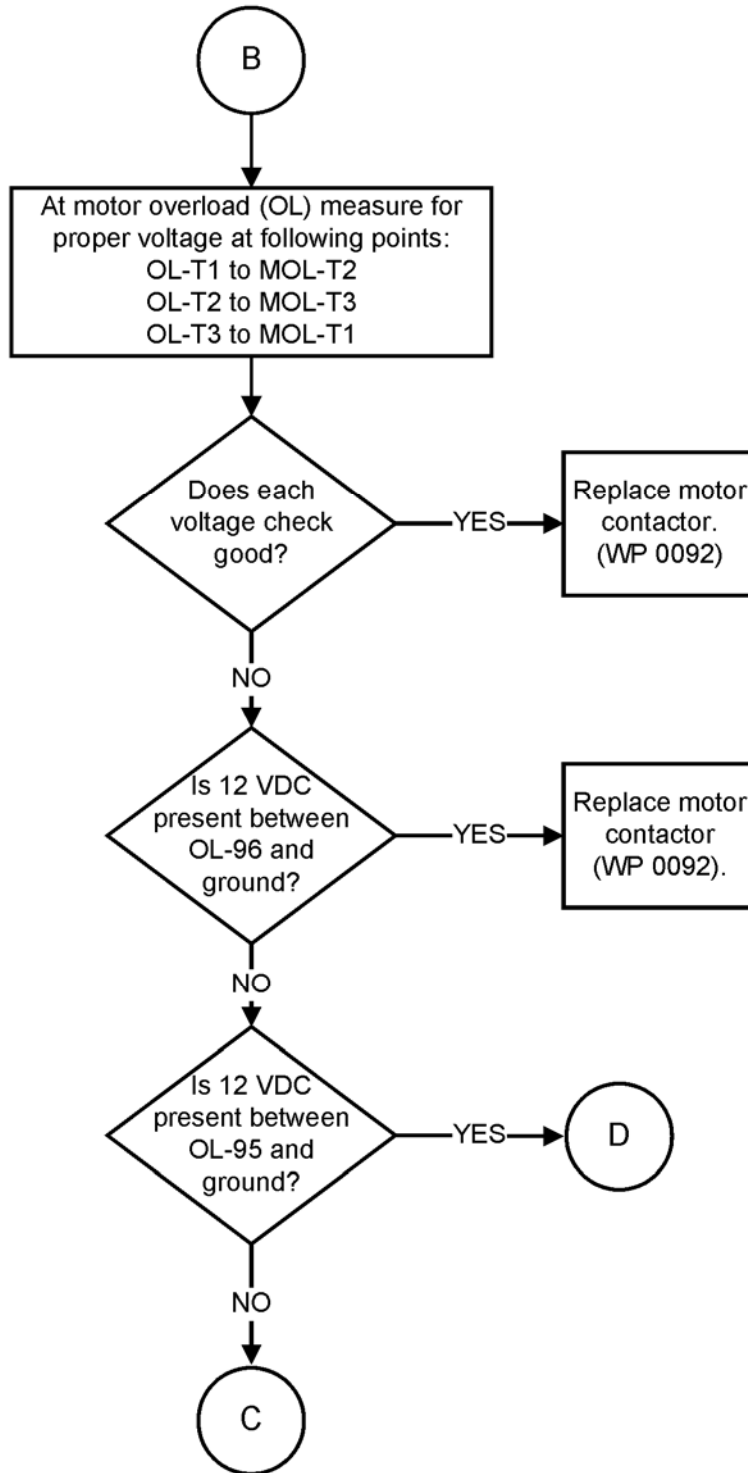 B
At motor overload (OL) measure for
proper voltage at following points:
OL-T1 to MOL-T2
OL-T2 to MOL-T3
OL-T3 to MOL-T1
Does each
voltage check
good?
YES
Replace motor
contactor.
(WP 0092)
NO
Is 12 VDC
present between
OL-96 and
ground?
YES
Replace motor
contactor
(WP 0092).
NO
Is 12 VDC
present between
OL-95 and
ground?
YES
D
NO
C